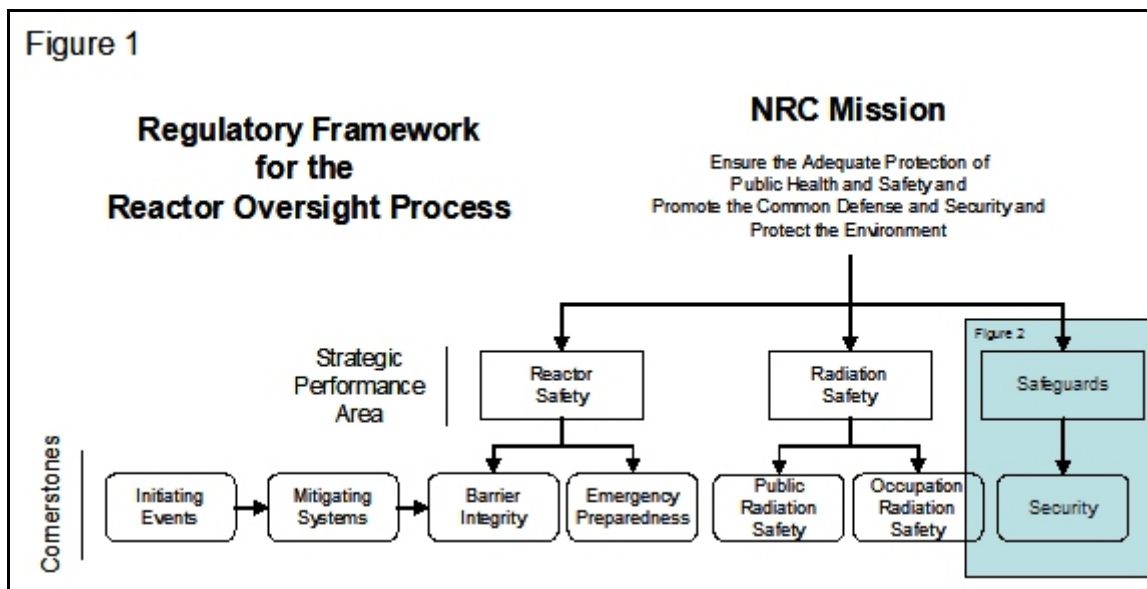 Figure 1
Regulatory Framework
for the
Reactor Oversight Process
NRC Mission
Ensure the Adequate Protection of
Public Health and Safety and
Promote the Common Defense and Security and
Protect the Environment
Figure 2
Strategic
Performance
Area
Reactor
Safety
Radiation
Safety
Safeguards
Cornerstones
Initiating
Events
Mitigating
Systems
Barrier
Integrity
Emergency
Preparedness
Public
Radiation
Safety
Occupation
Radiation
Safety
Security